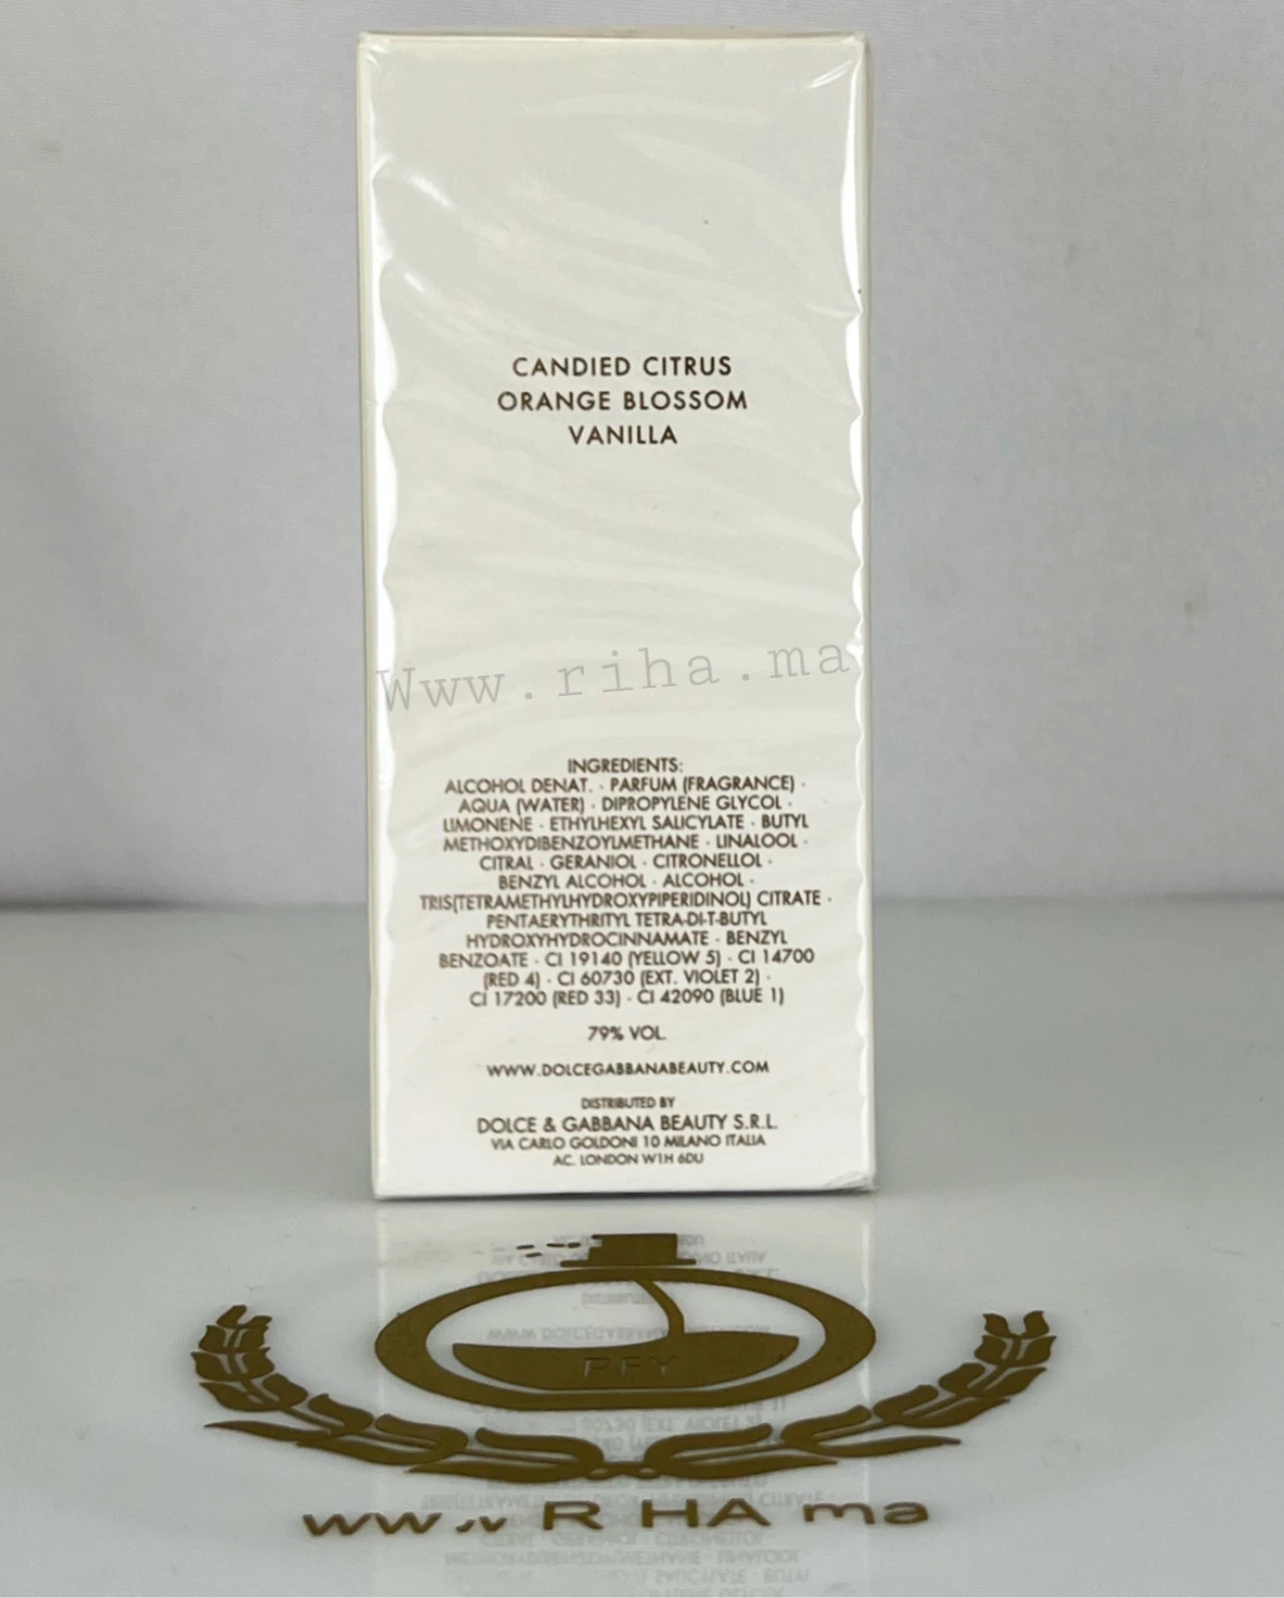 CANDIED CITRUS
ORANGE BLOSSOM
VANILLA
Www.riha.ma
INGREDIENTS:
ALCOHOL DENAT. · PARFUM (FRAGRANCE) ·
AQUA (WATER) · DIPROPYLENE GLYCOL ·
LIMONENE · ETHYLHEXYL SALICYLATE · BUTYL
METHOXYDIBENZOYLMETHANE · LINALOOL ·
CITRAL · GERANIOL · CITRONELLOL ·
BENZYL ALCOHOL · ALCOHOL ·
TRIS(TETRAMETHYLHYDROXYPIPERIDINOL) CITRATE ·
PENTAERYTHRITYL TETRA-DI-T-BUTYL
HYDROXYHYDROCINNAMATE · BENZYL
BENZOATE · CI 19140 (YELLOW 5) · CI 14700
(RED 4) · CI 60730 (EXT. VIOLET 2) ·
CI 17200 (RED 33) · CI 42090 (BLUE 1)
79% VOL.
WWW.DOLCEGABBANABEAUTY.COM
DISTRIBUTED BY
DOLCE & GABBANA BEAUTY S.R.L.
VIA CARLO GOLDONI 10 MILANO ITALIA
AC. LONDON W1H 6DU
PFY
R HA ma